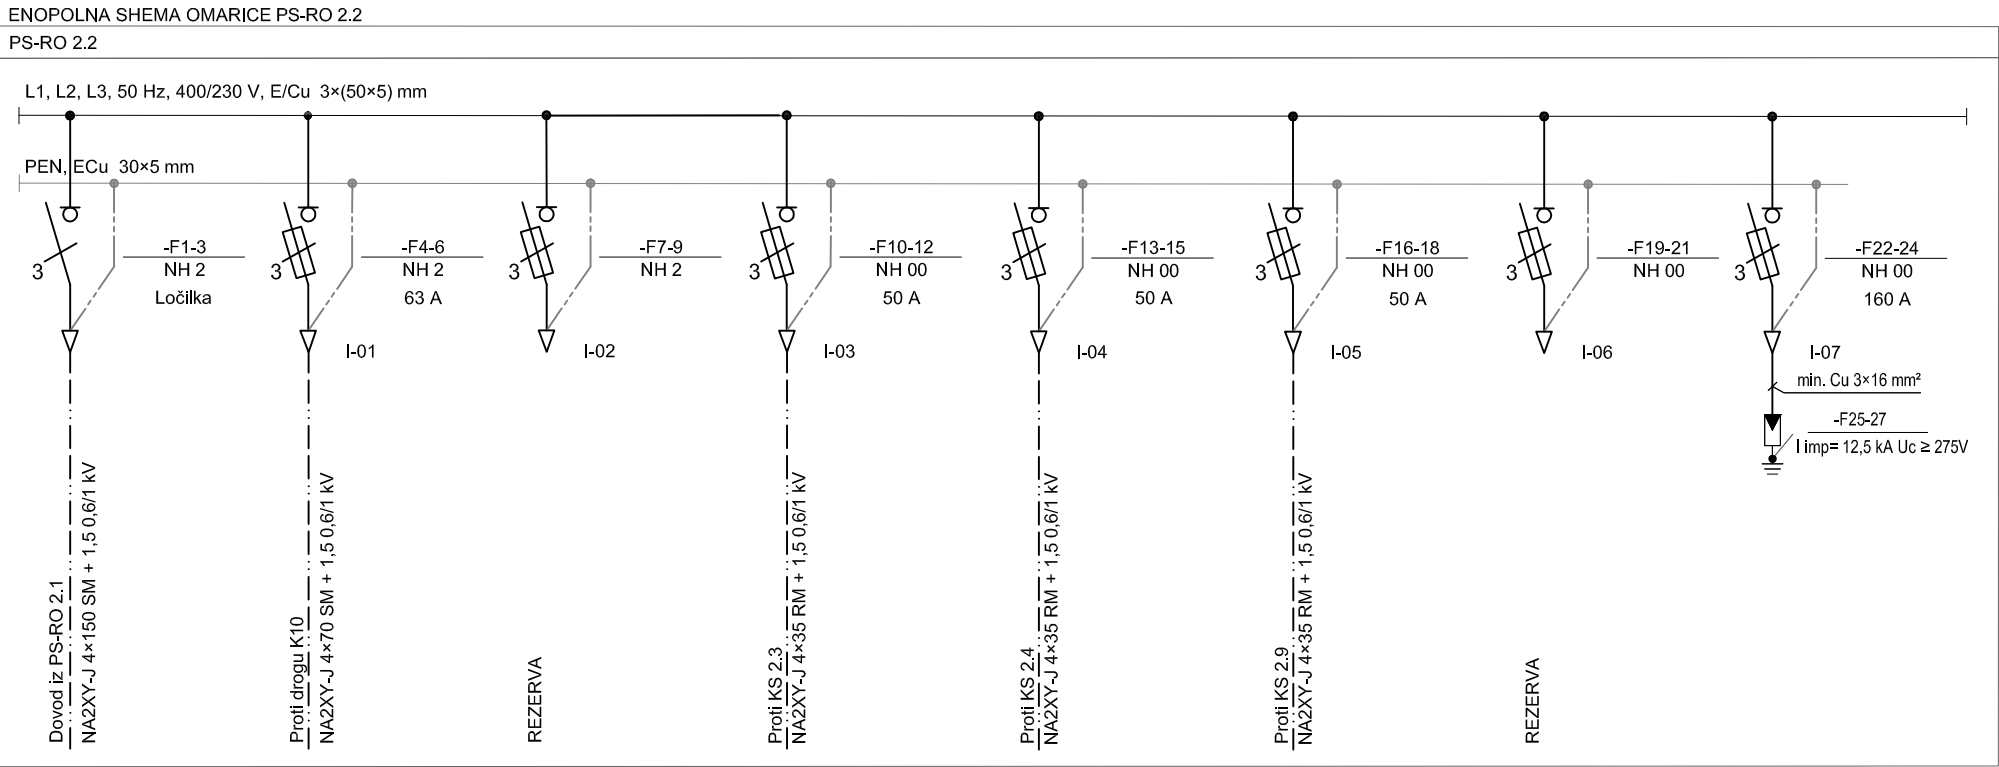 ENOPOLNA SHEMA OMARICE PS-RO 2.2
PS-RO 2.2
L1, L2, L3, 50 Hz, 400/230 V, E/Cu 3×(50×5) mm
PEN, ECu 30×5 mm
3
-F1-3
NH 2
Ločilka
Dovod iz PS-RO 2.1
NA2XY-J 4×150 SM + 1,5 0,6/1 kV
3
-F4-6
NH 2
63 A
I-01
Proti drogu K10
NA2XY-J 4×70 SM + 1,5 0,6/1 kV
3
-F7-9
NH 2
I-02
REZERVA
3
-F10-12
NH 00
50 A
I-03
Proti KS 2.3
NA2XY-J 4×35 RM + 1,5 0,6/1 kV
3
-F13-15
NH 00
50 A
I-04
Proti KS 2.4
NA2XY-J 4×35 RM + 1,5 0,6/1 kV
3
-F16-18
NH 00
50 A
I-05
Proti KS 2.9
NA2XY-J 4×35 RM + 1,5 0,6/1 kV
3
-F19-21
NH 00
I-06
REZERVA
3
-F22-24
NH 00
160 A
I-07
min. Cu 3×16 mm²
-F25-27
I imp= 12,5 kA Uc ≥ 275V